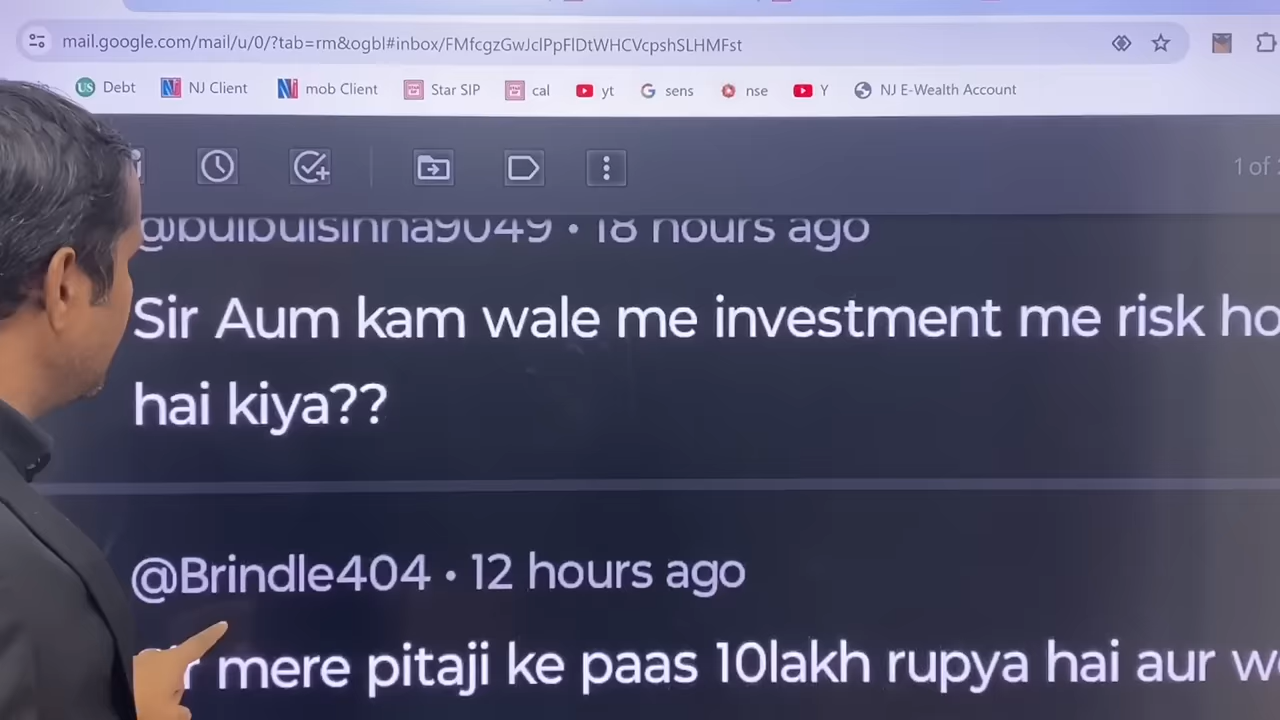 mail.google.com/mail/u/0/?tab=rm&ogbl#inbox/FMfcgzGwJclPpFlDtWHCVcpshSLHMFst
Debt NJ Client mob Client Star SIP cal yt sens nse Y NJ E-Wealth Account
1 of
@bulbulsinha9049 • 18 hours ago
Sir Aum kam wale me investment me risk ho
hai kiya??
@Brindle404 • 12 hours ago
mere pitaji ke paas 10lakh rupya hai aur